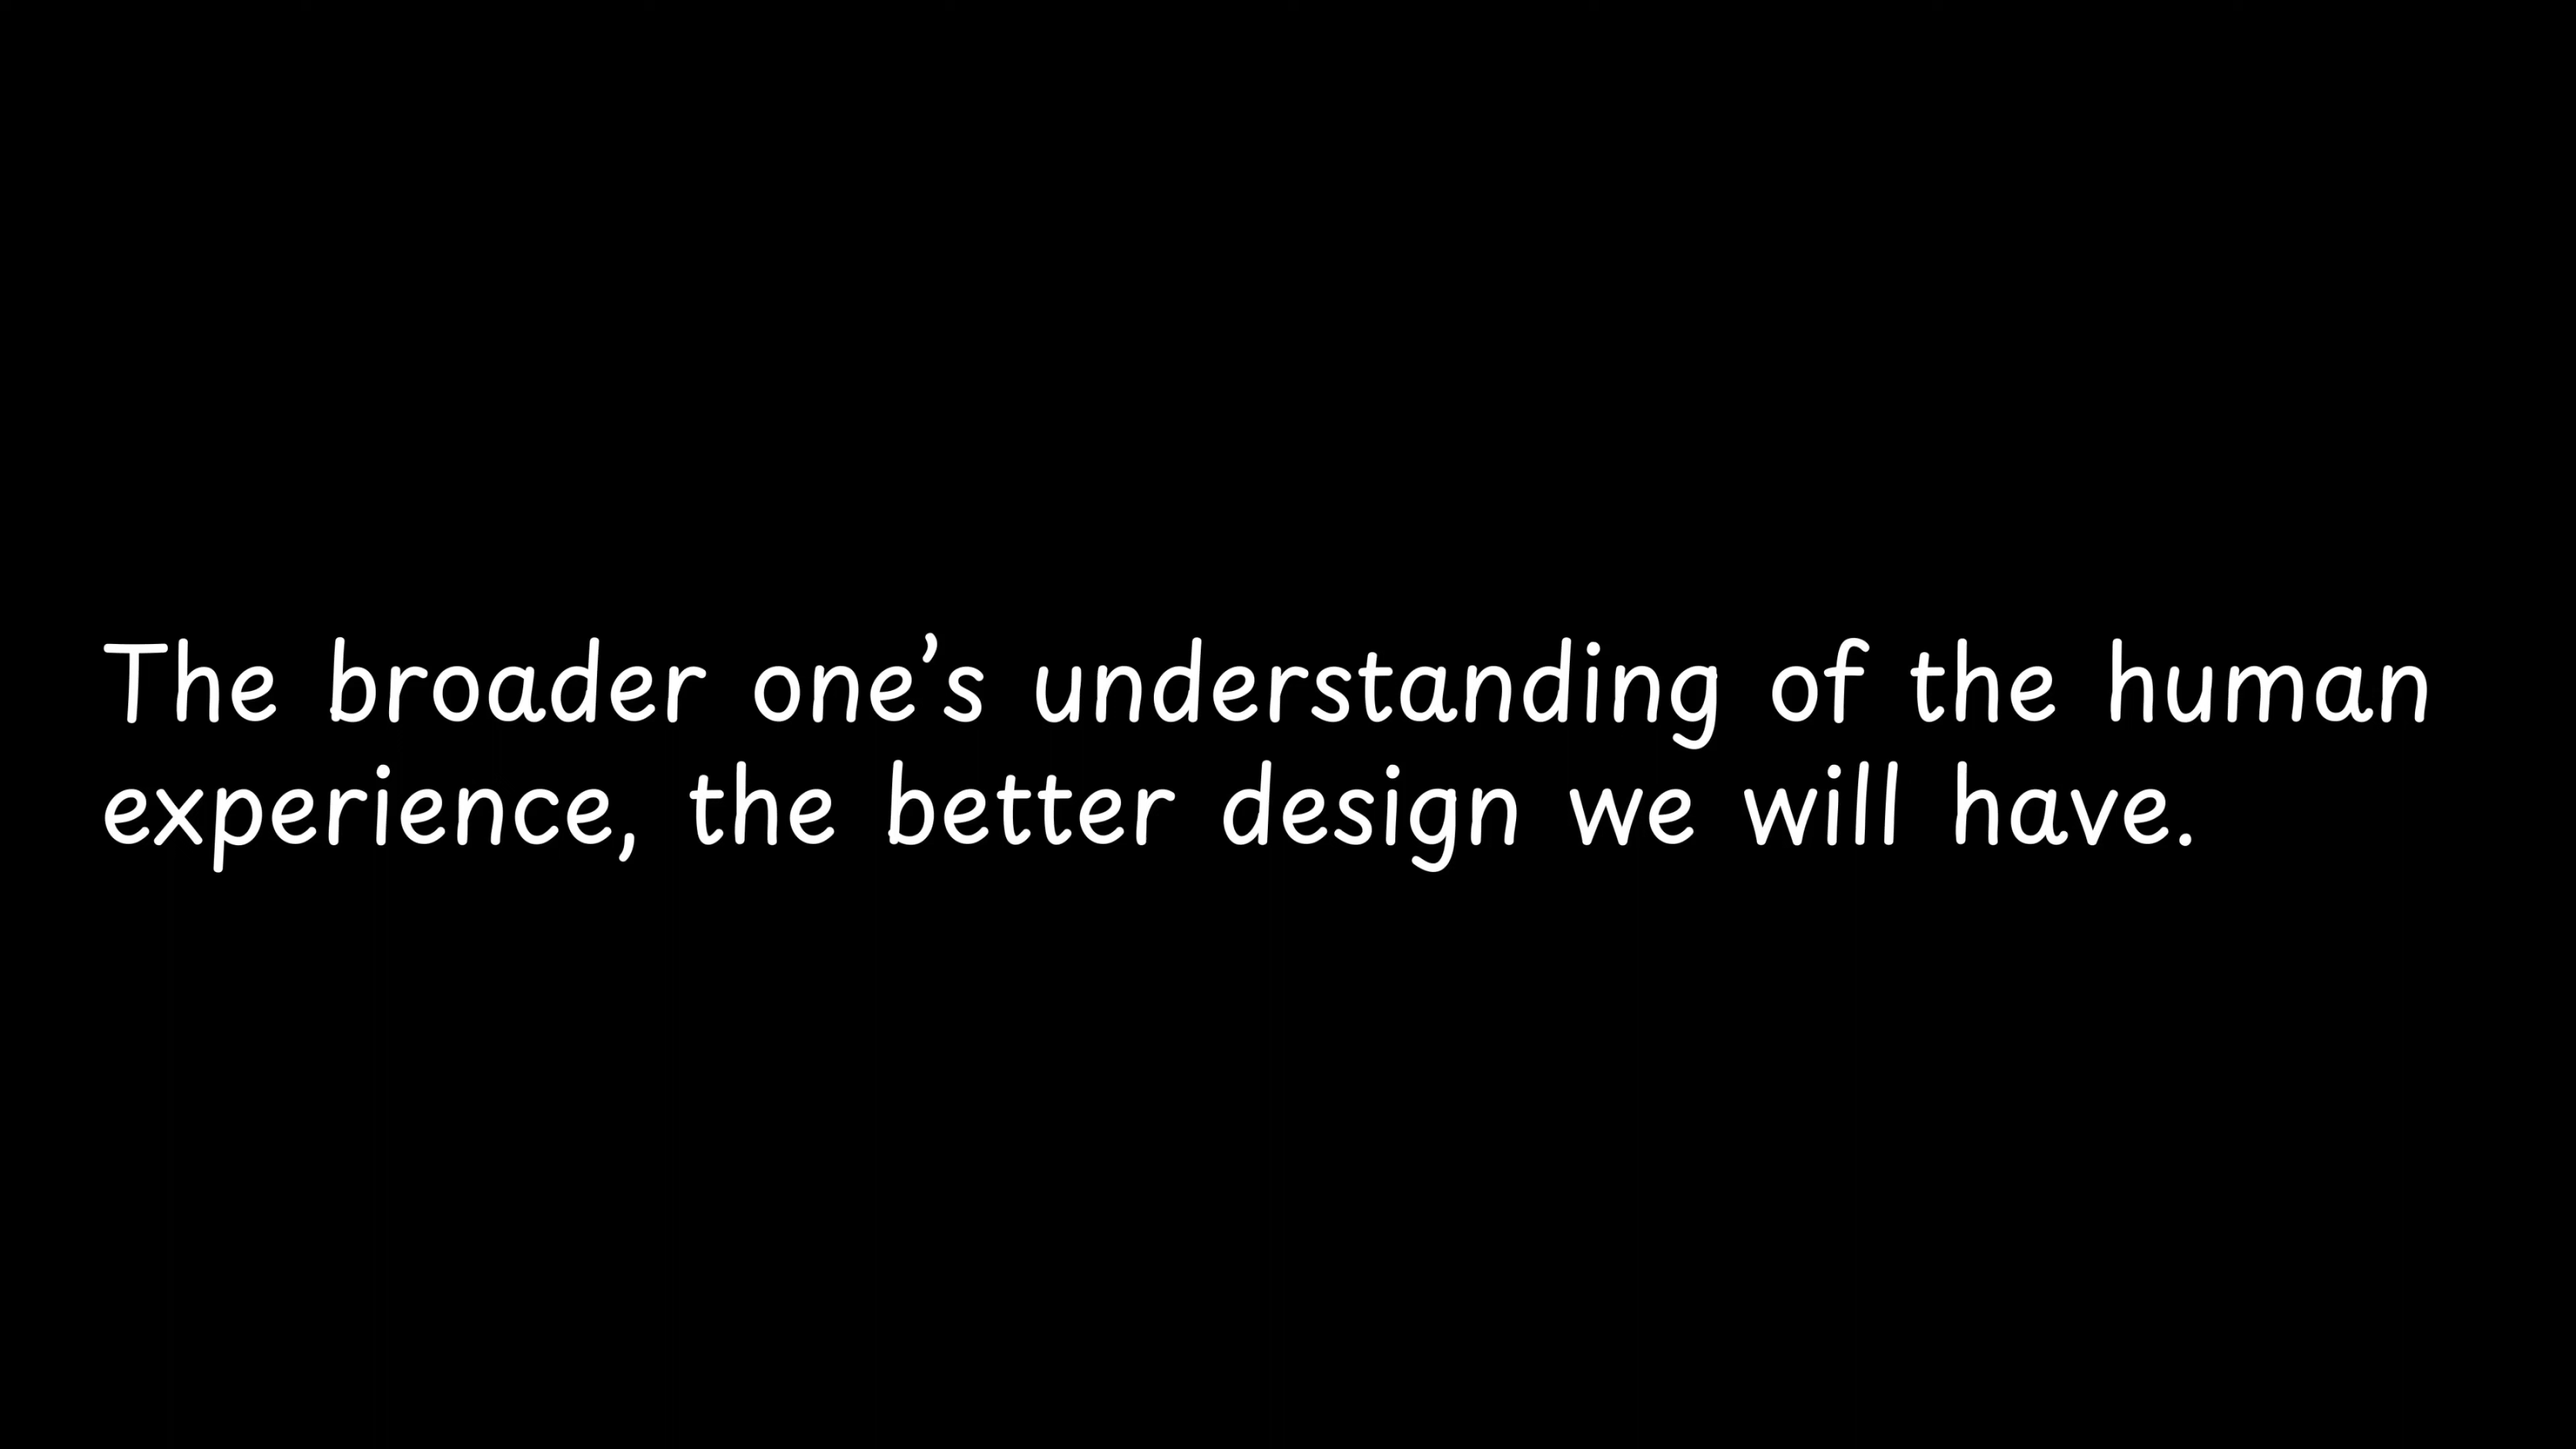 The broader one’s understanding of the human
experience, the better design we will have.